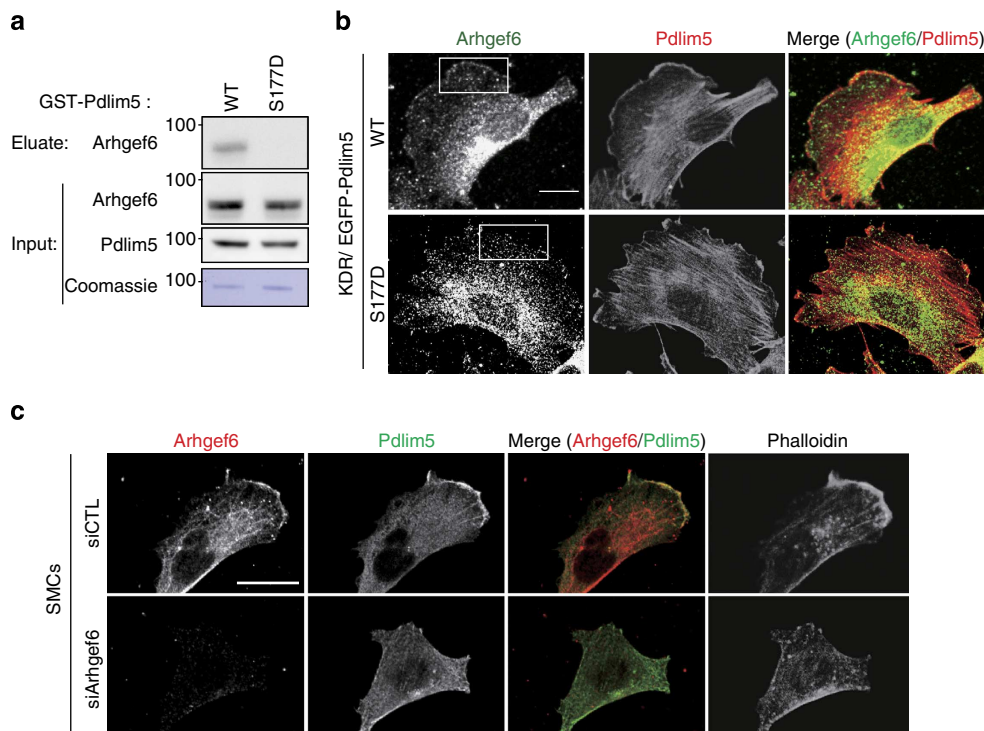 a
GST-Pdlim5 :
WT
S177D
Eluate:
Arhgef6
100
Input:
Arhgef6
100
Pdlim5
100
Coomassie
100
b
Arhgef6
Pdlim5
Merge (Arhgef6/Pdlim5)
KDR/ EGFP-Pdlim5
WT
S177D
c
Arhgef6
Pdlim5
Merge (Arhgef6/Pdlim5)
Phalloidin
SMCs
siCTL
siArhgef6